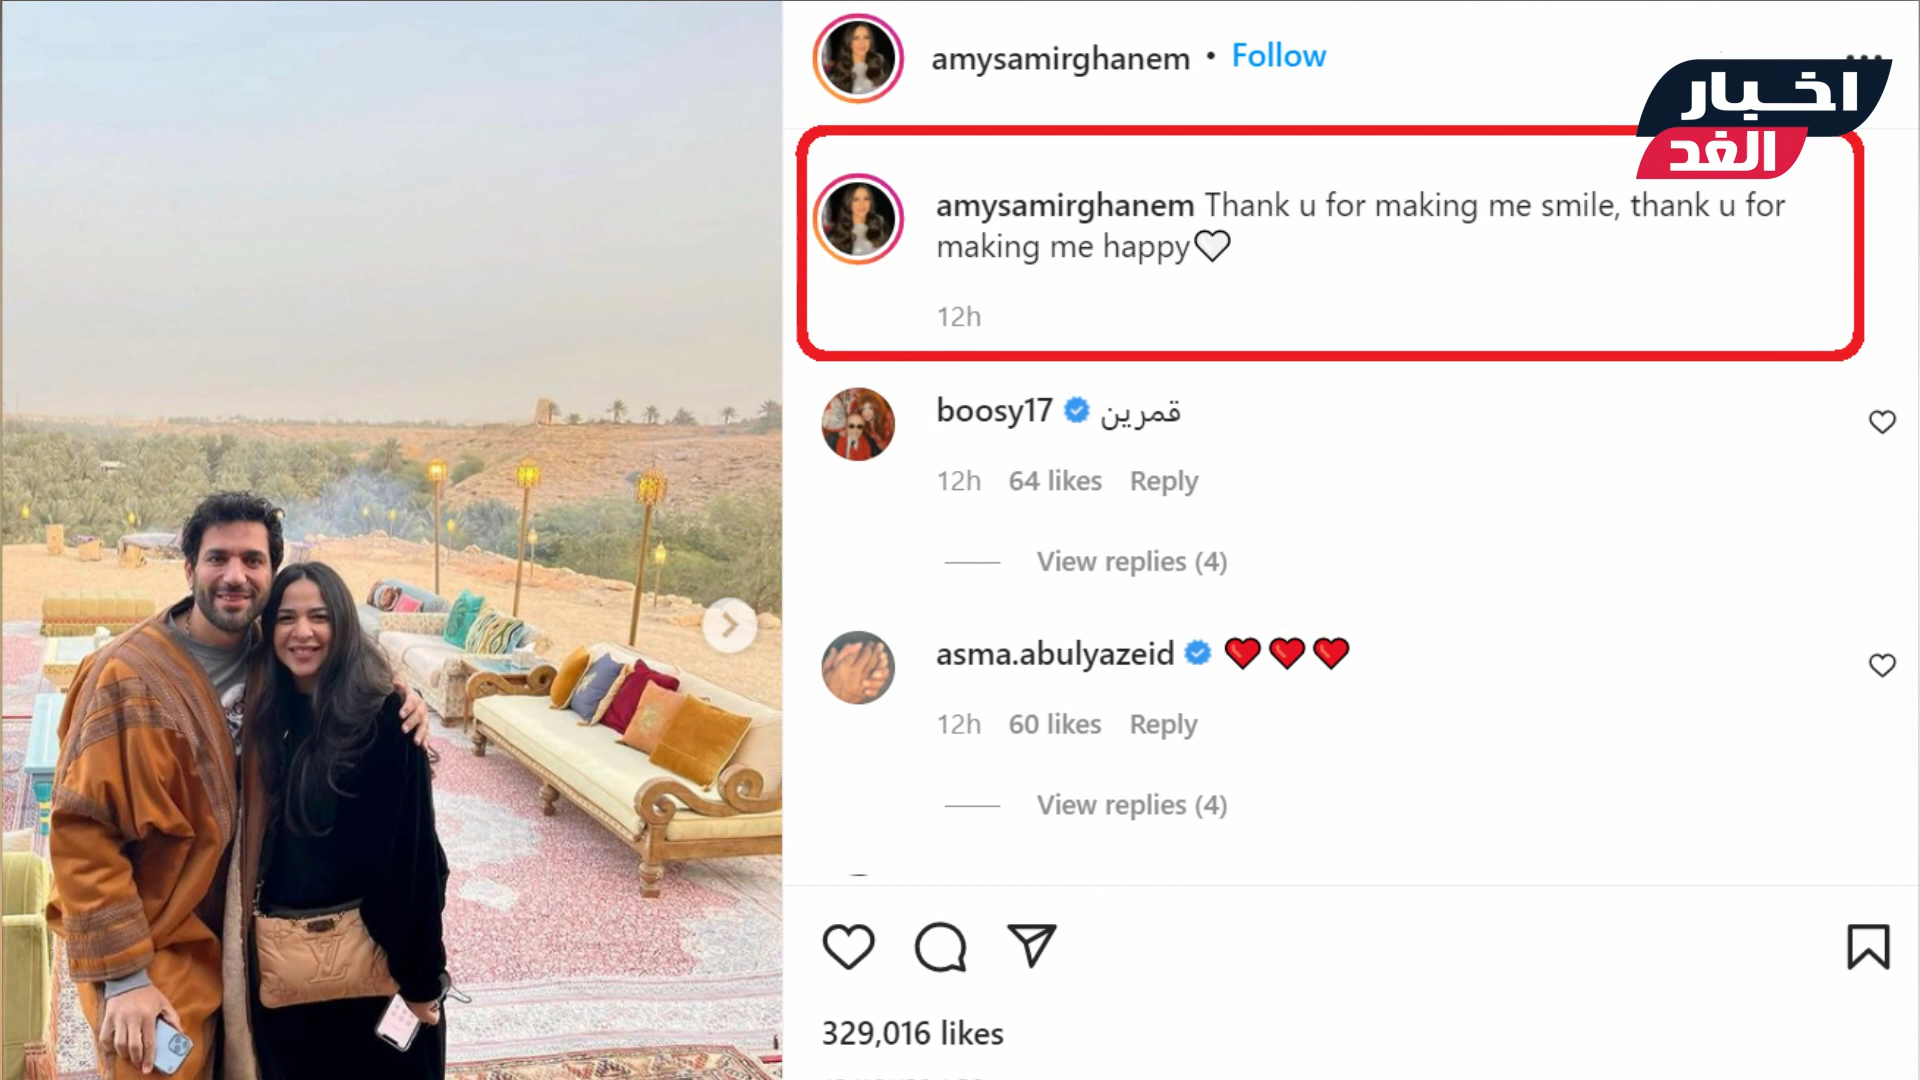 amysamirghanem • Follow
اخبار
الغد
amysamirghanem Thank u for making me smile, thank u for
making me happy🤍
12h
boosy17 قمرين
12h 64 likes Reply
View replies (4)
asma.abulyazeid ❤️❤️❤️
12h 60 likes Reply
View replies (4)
329,016 likes
LV